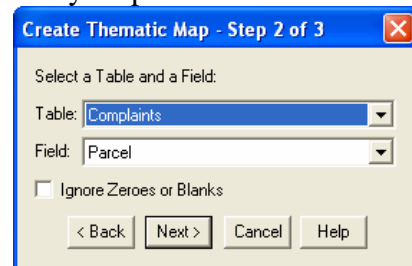 Create Thematic Map - Step 2 of 3
Select a Table and a Field:
Table: Complaints
Field: Parcel
Ignore Zeroes or Blanks
< Back Next > Cancel Help